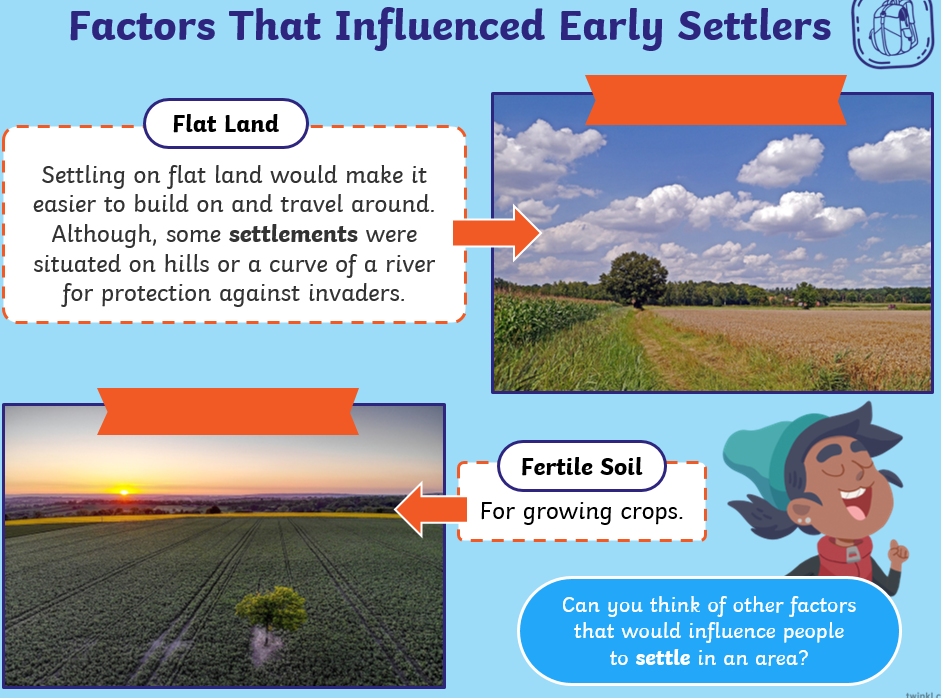 Factors That Influenced Early Settlers
Flat Land
Settling on flat land would make it
easier to build on and travel around.
Although, some settlements were
situated on hills or a curve of a river
for protection against invaders.
Fertile Soil
For growing crops.
Can you think of other factors
that would influence people
to settle in an area?